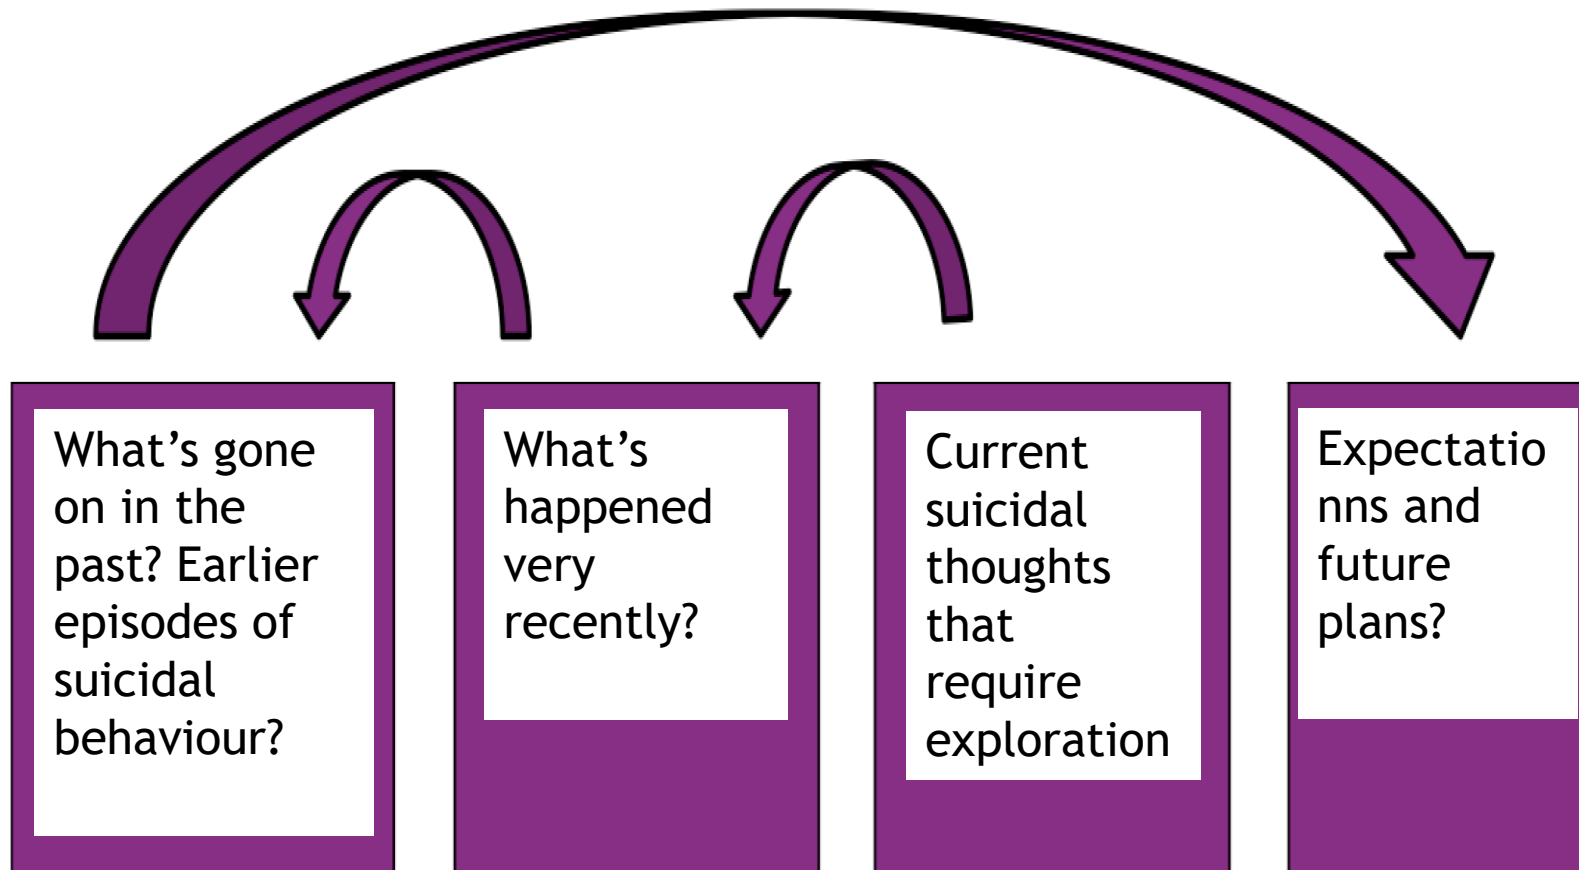 What’s gone
on in the
past? Earlier
episodes of
suicidal
behaviour?
What’s
happened
very
recently?
Current
suicidal
thoughts
that
require
exploration
Expectatio
nns and
future
plans?